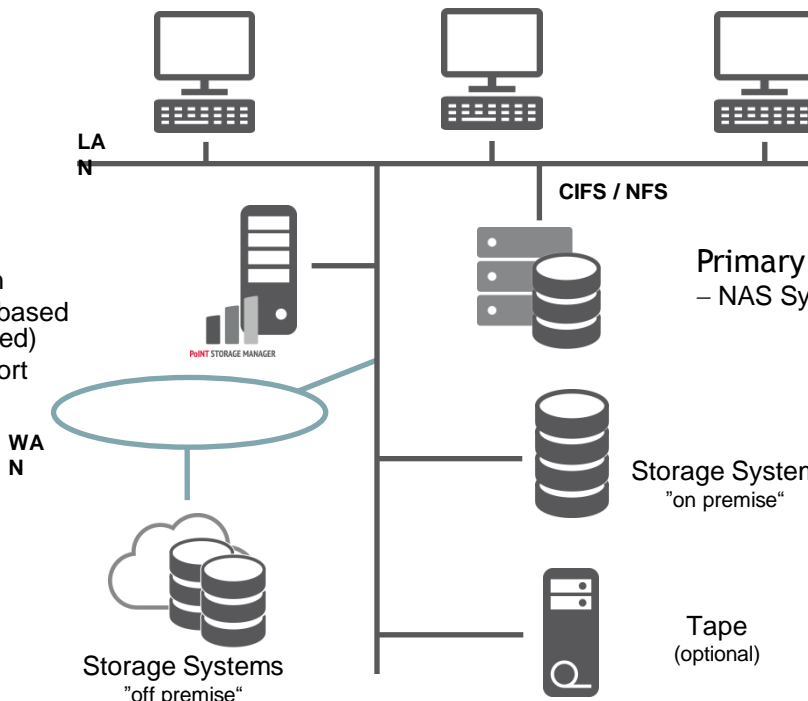 LA
N
CIFS / NFS
n
based
ed)
ort
Primary
– NAS Sy
PoINT STORAGE MANAGER
WA
N
Storage System
"on premise“
Tape
(optional)
Storage Systems
"off premise“